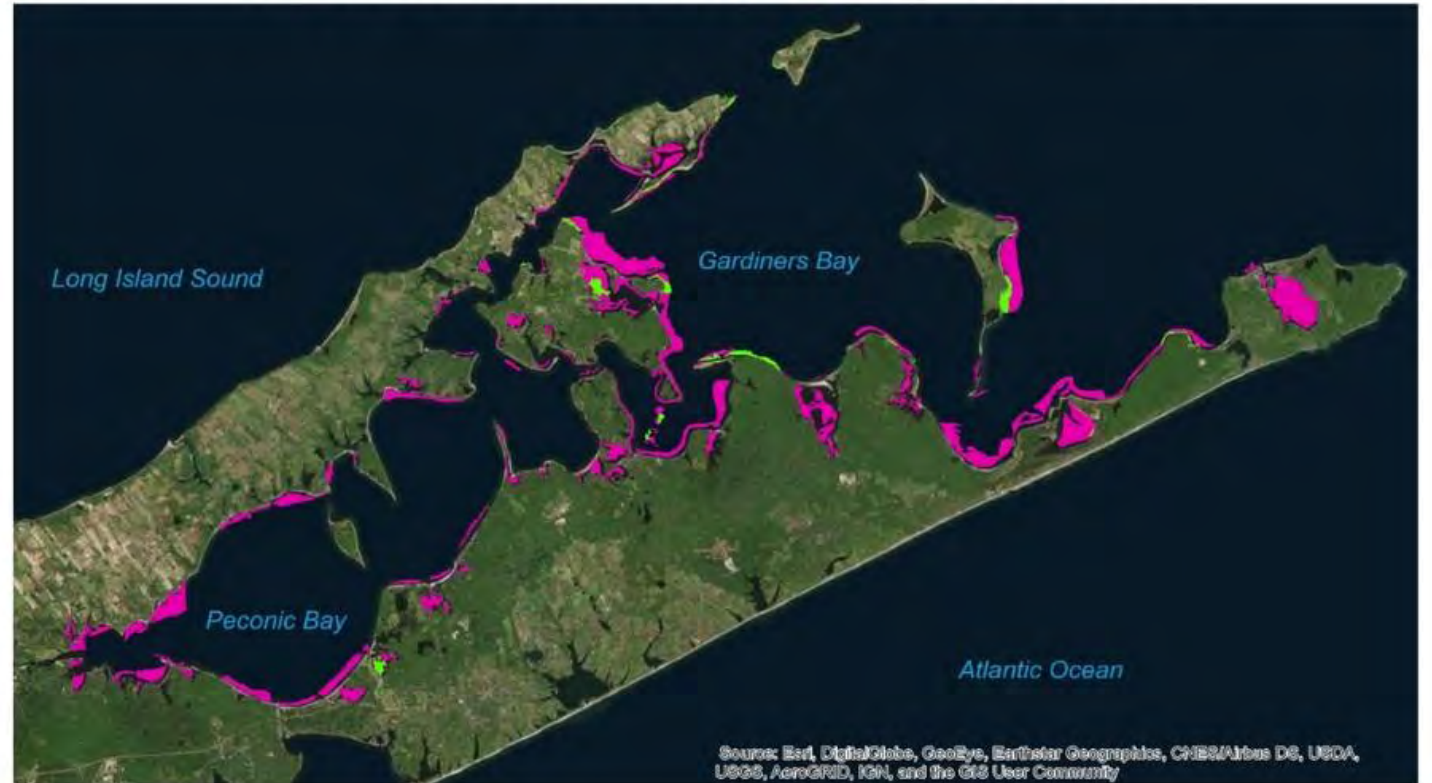 Long Island Sound
Gardiners Bay
Peconic Bay
Atlantic Ocean
Source: Esri, DigitalGlobe, GeoEye, Earthstar Geographics, CNES/Airbus DS, USDA,
USGS, AeroGRID, IGN, and the GIS User Community